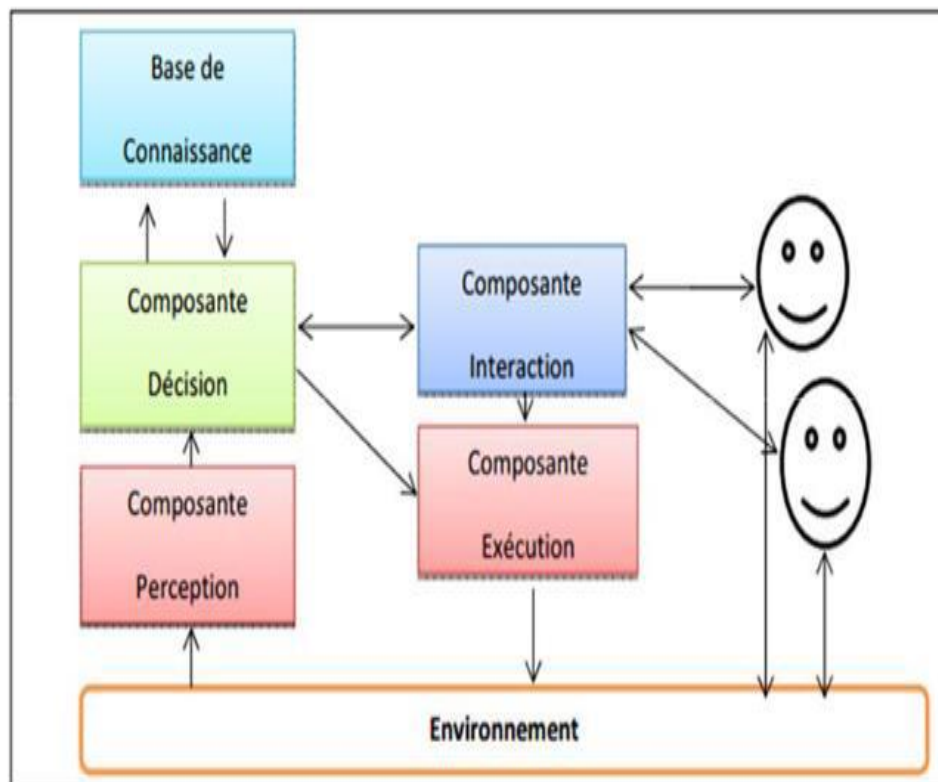 Base de
Connaissance
Composante
Décision
Composante
Interaction
Composante
Perception
Composante
Exécution
Environnement